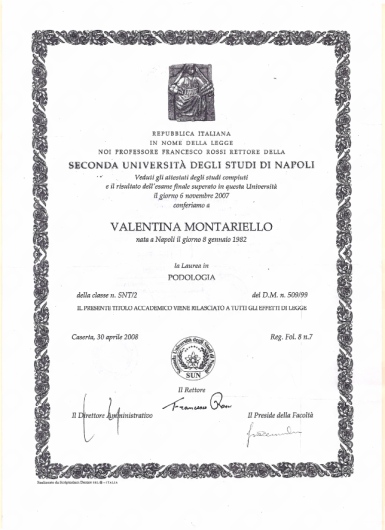 REPUBBLICA ITALIANA
IN NOME DELLA LEGGE
NOI PROFESSORE FRANCESCO ROSSI RETTORE DELLA
SECONDA UNIVERSITÀ DEGLI STUDI DI NAPOLI
Veduti gli attestati degli studi compiuti
e il risultato dell'esame finale superato in questa Università
il giorno 6 novembre 2007
conferiamo a
VALENTINA MONTARIELLO
nata a Napoli il giorno 8 gennaio 1982
la Laurea in
PODOLOGIA
della classe n. SNT/2 del D.M. n. 509/99
IL PRESENTE TITOLO ACCADEMICO VIENE RILASCIATO A TUTTI GLI EFFETTI DI LEGGE
Caserta, 30 aprile 2008 Reg. Fol. 8 n.7
SUN
Il Rettore
Francesco Rossi
Il Direttore Amministrativo Il Preside della Facoltà